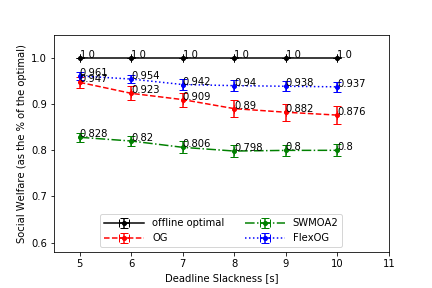 1.0 1.0 1.0 1.0 1.0 1.0
0.961 0.954 0.942 0.94 0.938 0.937
0.947 0.923 0.909 0.89 0.882 0.876
0.828 0.82 0.806 0.798 0.8 0.8
1.0
0.9
0.8
0.7
0.6
Social Welfare (as the % of the optimal)
offline optimal SWMOA2
OG FlexOG
5 6 7 8 9 10 11
Deadline Slackness [s]